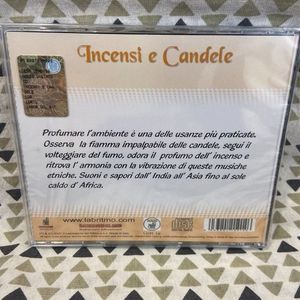 Incensi e Candele
Profumare l'ambiente è una delle usanze più praticate.
Osserva la fiamma impalpabile delle candele, segui il
volteggiare del fumo, odora il profumo dell'incenso e
ritrova l'armonia con la vibrazione di queste musiche
etniche. Suoni e sapori dall'India all'Asia fino al sole
caldo d'Africa.
www.labritmo.com